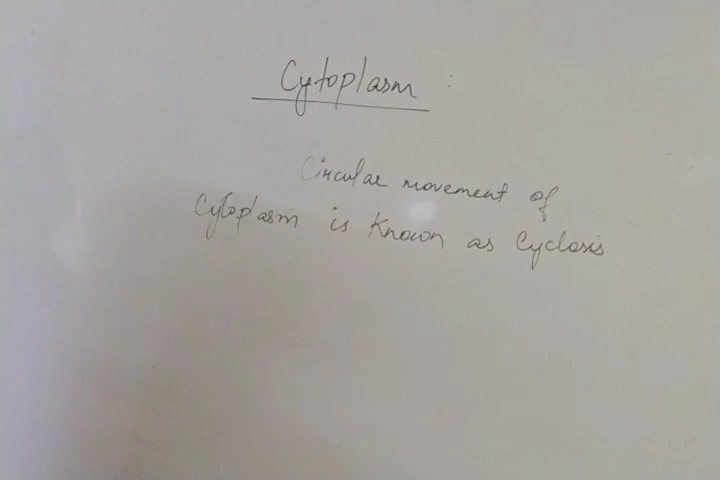 Cytoplasm :
Circular movement of
Cytoplasm is Known as Cyclosis